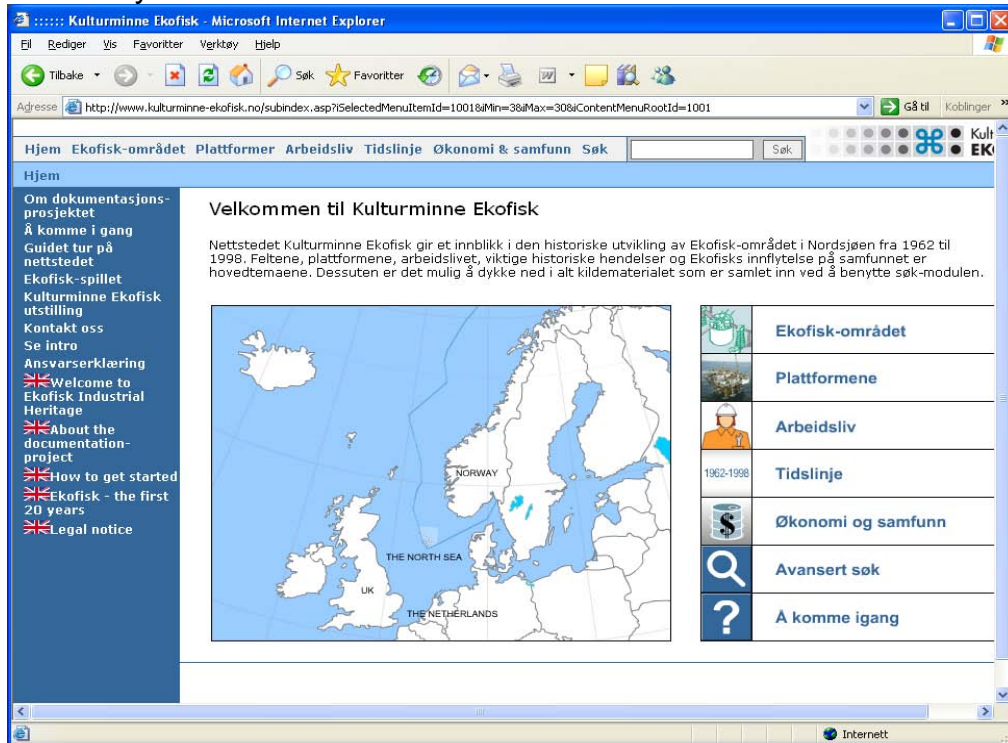 :::::: Kulturminne Ekofisk - Microsoft Internet Explorer
Fil Rediger Vis Favoritter Verktøy Hjelp
Tilbake Søk Favoritter
Adresse http://www.kulturminne-ekofisk.no/subindex.asp?iSelectedMenuItemId=1001&iMin=3&iMax=30&iContentMenuRootId=1001 Gå til Koblinger »
Hjem Ekofisk-området Plattformer Arbeidsliv Tidslinje Økonomi & samfunn Søk Søk
Hjem
Om dokumentasjons-
prosjektet
Å komme i gang
Guidet tur på
nettstedet
Ekofisk-spillet
Kulturminne Ekofisk
utstilling
Kontakt oss
Se intro
Ansvarserklæring
Welcome to
Ekofisk Industrial
Heritage
About the
documentation-
project
How to get started
Ekofisk - the first
20 years
Legal notice
Velkommen til Kulturminne Ekofisk
Nettstedet Kulturminne Ekofisk gir et innblikk i den historiske utvikling av Ekofisk-området i Nordsjøen fra 1962 til
1998. Feltene, plattformene, arbeidslivet, viktige historiske hendelser og Ekofisks innflytelse på samfunnet er
hovedtemaene. Dessuten er det mulig å dykke ned i alt kildematerialet som er samlet inn ved å benytte søk-modulen.
NORWAY
THE NORTH SEA
UK
THE NETHERLANDS
Ekofisk-området
Plattformene
Arbeidsliv
1962-1998 Tidslinje
$ Økonomi og samfunn
Avansert søk
? Å komme igang
Internett